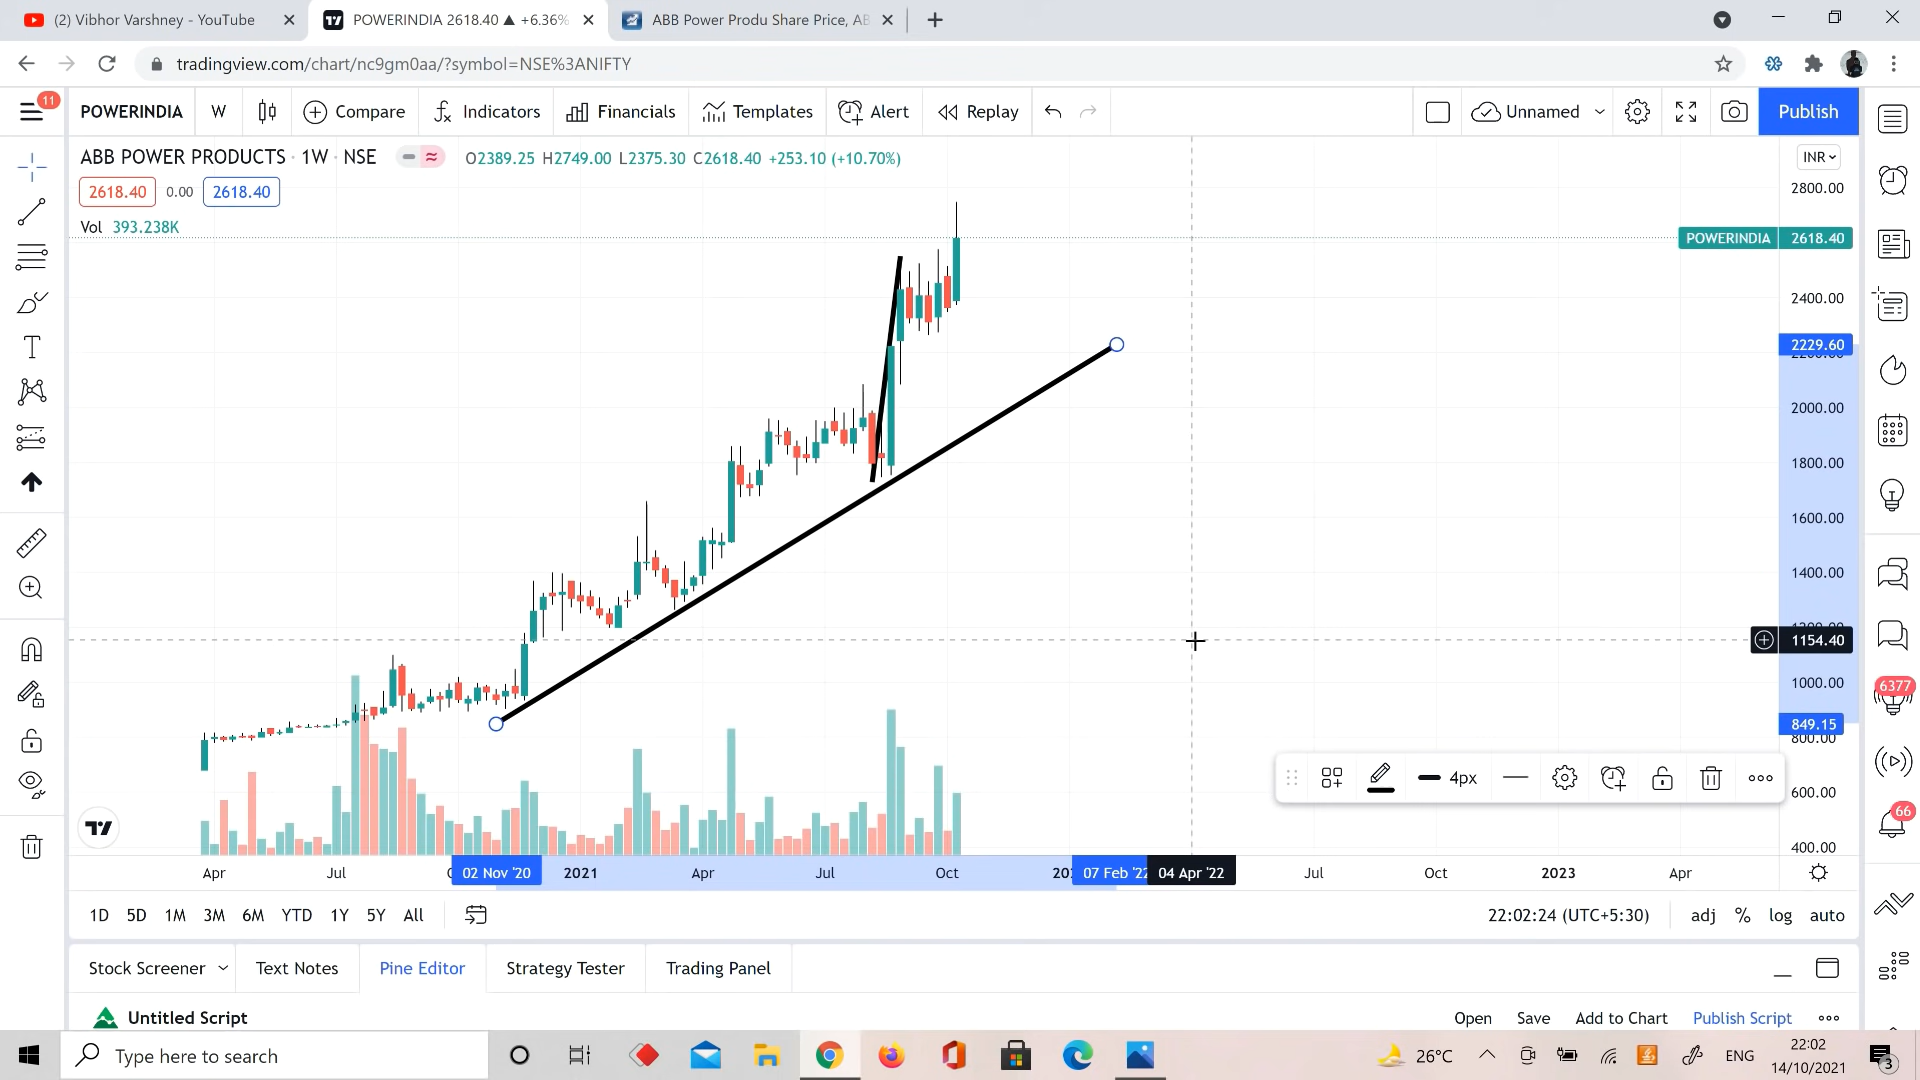 (2) Vibhor Varshney - YouTube
POWERINDIA 2618.40 ▲ +6.36%
ABB Power Produ Share Price, AB
tradingview.com/chart/nc9gm0aa/?symbol=NSE%3ANIFTY
11
POWERINDIA W Compare Indicators Financials Templates Alert Replay Unnamed Publish
ABB POWER PRODUCTS · 1W · NSE O2389.25 H2749.00 L2375.30 C2618.40 +253.10 (+10.70%)
INR
2618.40 0.00 2618.40
Vol 393.238K
2800.00
POWERINDIA 2618.40
2400.00
2229.60
2000.00
1800.00
1600.00
1400.00
1154.40
1000.00
849.15
800.00
600.00
400.00
6377
66
4px
Apr Jul 02 Nov '20 2021 Apr Jul Oct 07 Feb '22 04 Apr '22 Jul Oct 2023 Apr
1D 5D 1M 3M 6M YTD 1Y 5Y All
22:02:24 (UTC+5:30) adj % log auto
Stock Screener Text Notes Pine Editor Strategy Tester Trading Panel
Untitled Script Open Save Add to Chart Publish Script
Type here to search
26°C ENG
22:02
14/10/2021
3